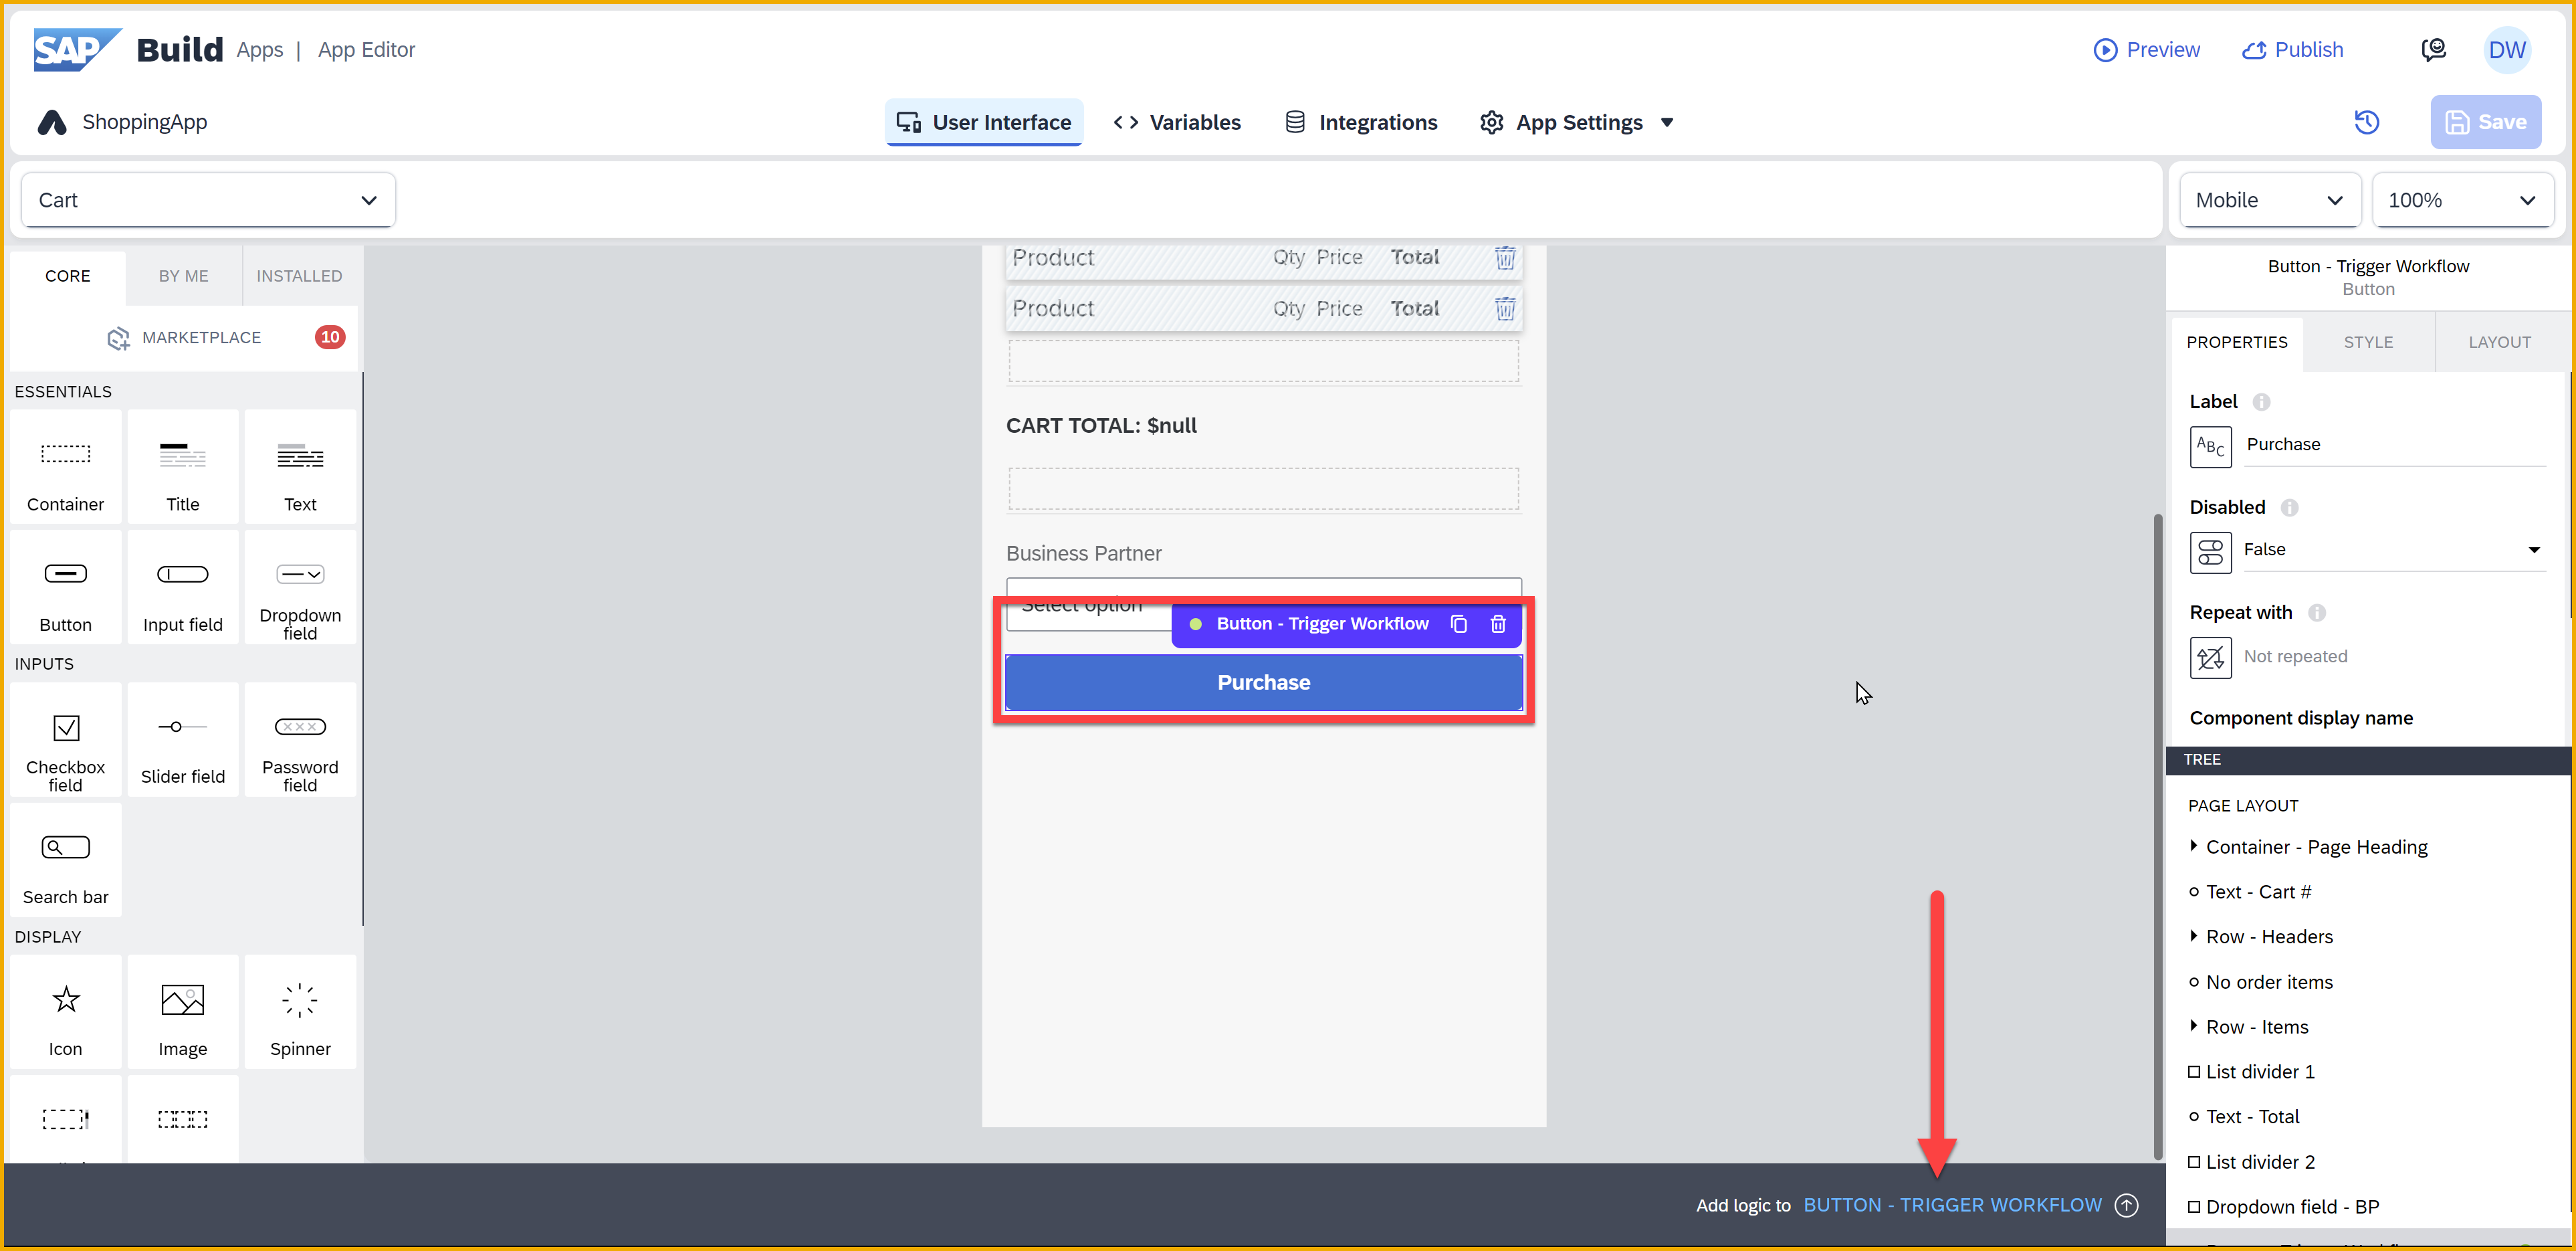 SAP Build Apps | App Editor
Preview
Publish
DW
ShoppingApp
User Interface
Variables
Integrations
App Settings
Save
Cart
Mobile
100%
CORE
BY ME
INSTALLED
MARKETPLACE
10
ESSENTIALS
Container
Title
Text
Button
Input field
Dropdown
field
INPUTS
Checkbox
field
Slider field
Password
field
Search bar
DISPLAY
Icon
Image
Spinner
Product Qty Price Total
Product Qty Price Total
CART TOTAL: $null
Business Partner
Select option
Button - Trigger Workflow
Purchase
Add logic to BUTTON - TRIGGER WORKFLOW
Button - Trigger Workflow
Button
PROPERTIES
STYLE
LAYOUT
Label
ABC
Purchase
Disabled
False
Repeat with
Not repeated
Component display name
TREE
PAGE LAYOUT
Container - Page Heading
Text - Cart #
Row - Headers
No order items
Row - Items
List divider 1
Text - Total
List divider 2
Dropdown field - BP